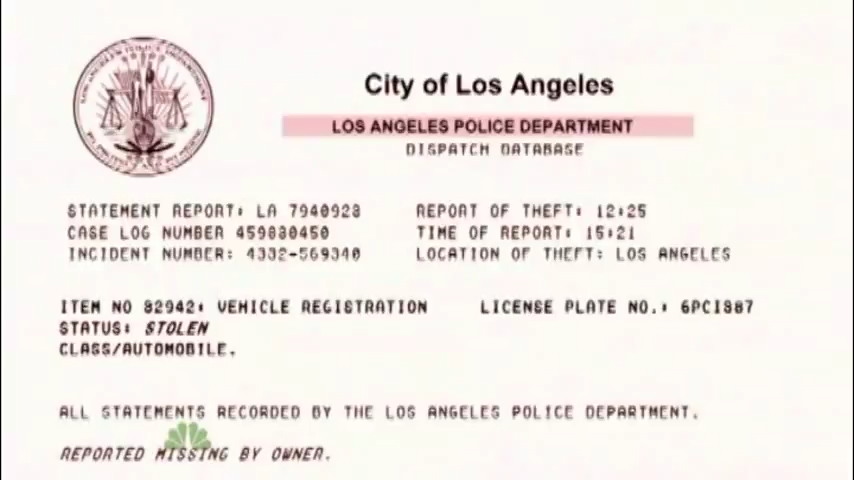 City of Los Angeles
LOS ANGELES POLICE DEPARTMENT
DISPATCH DATABASE
STATEMENT REPORT: LA 7940928
REPORT OF THEFT: 12:25
CASE LOG NUMBER 459880450
TIME OF REPORT: 15:21
INCIDENT NUMBER: 4332-569340
LOCATION OF THEFT: LOS ANGELES
ITEM NO 82942: VEHICLE REGISTRATION
LICENSE PLATE NO.: 6PCI887
STATUS: STOLEN
CLASS/AUTOMOBILE.
ALL STATEMENTS RECORDED BY THE LOS ANGELES POLICE DEPARTMENT.
REPORTED MISSING BY OWNER.